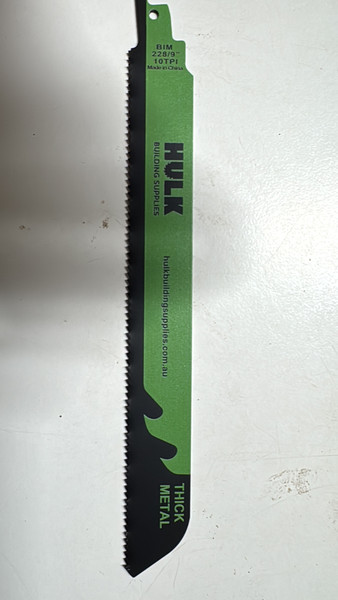 BIM
228/9"
10TPI
Made in China
HULK
BUILDING SUPPLIES
hulkbuildingsupplies.com.au
THICK
METAL